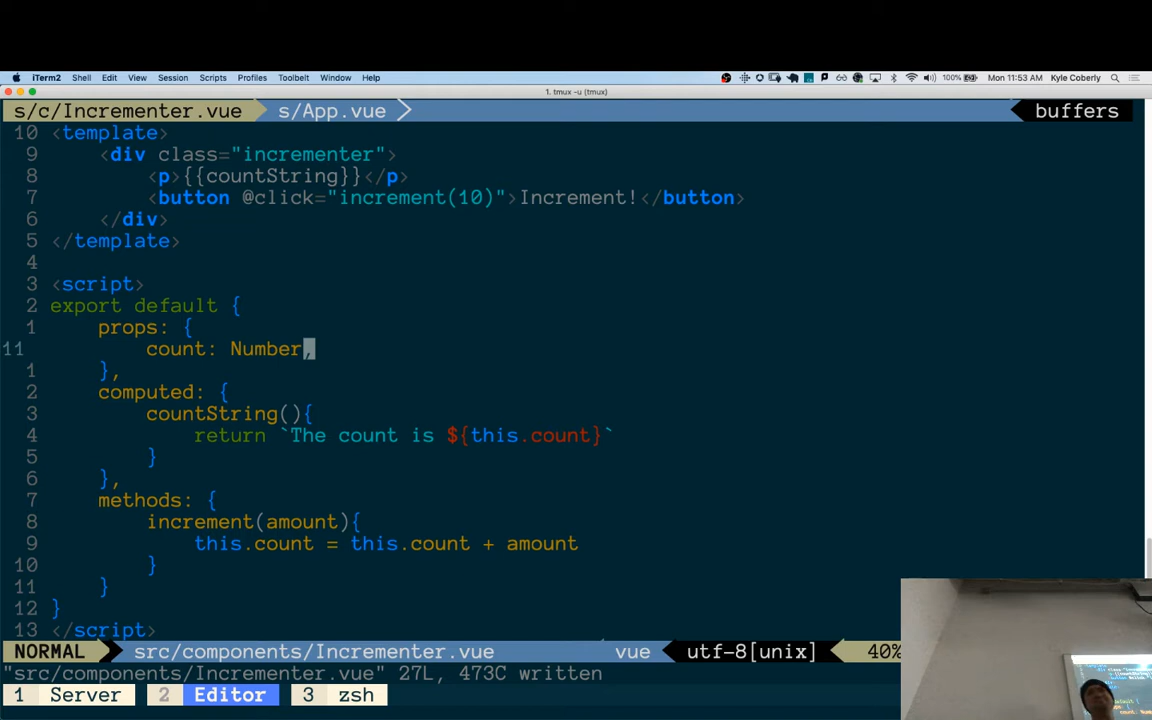 iTerm2 Shell Edit View Session Scripts Profiles Toolbelt Window Help 100% Mon 11:53 AM Kyle Coberly
1. tmux -u (tmux)
s/c/Incrementer.vue s/App.vue buffers
10 <template>
9 <div class="incrementer">
8 <p>{{countString}}</p>
7 <button @click="increment(10)">Increment!</button>
6 </div>
5 </template>
4
3 <script>
2 export default {
1 props: {
11 count: Number,
1 },
2 computed: {
3 countString(){
4 return `The count is ${this.count}`
5 }
6 },
7 methods: {
8 increment(amount){
9 this.count = this.count + amount
10 }
11 }
12 }
13 </script>
NORMAL src/components/Incrementer.vue vue utf-8[unix] 40%
"src/components/Incrementer.vue" 27L, 473C written
1 Server 2 Editor 3 zsh